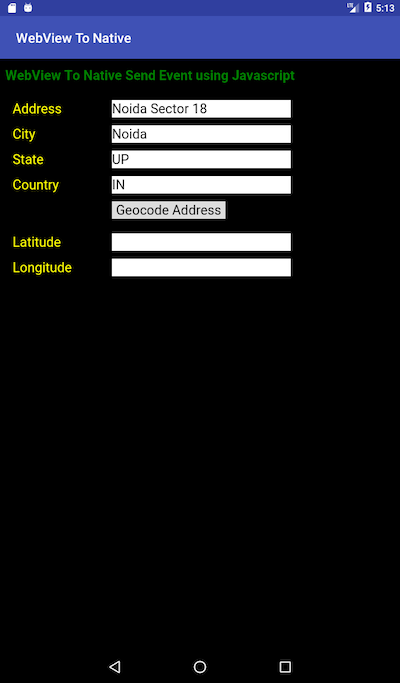 5:13
WebView To Native
WebView To Native Send Event using Javascript
Address Noida Sector 18
City Noida
State UP
Country IN
Geocode Address
Latitude
Longitude